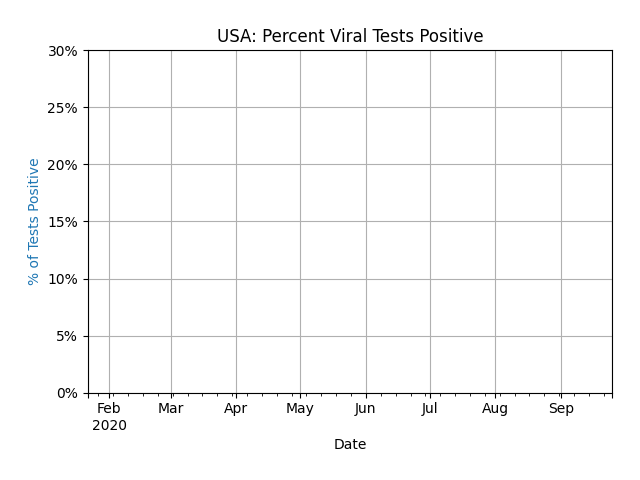 USA: Percent Viral Tests Positive
30%
25%
20%
15%
10%
5%
0%
% of Tests Positive
Feb Mar Apr May Jun Jul Aug Sep
2020
Date